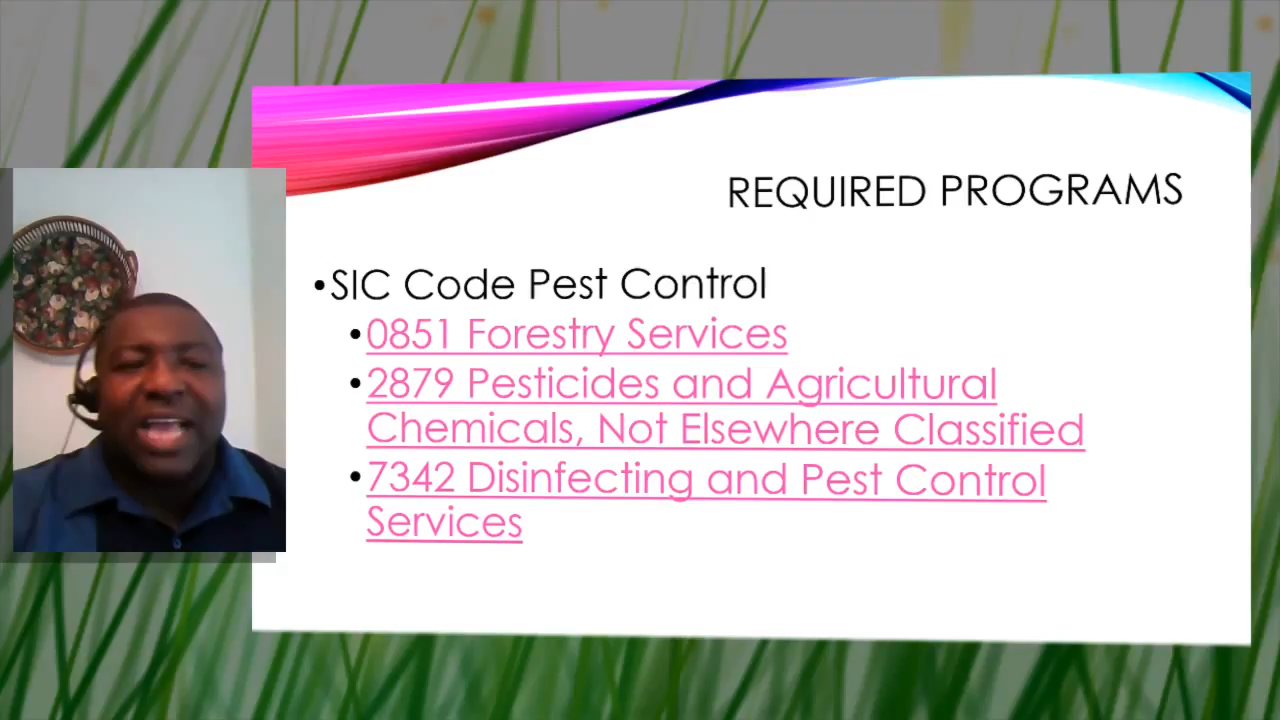 REQUIRED PROGRAMS
•SIC Code Pest Control
•0851 Forestry Services
•2879 Pesticides and Agricultural
Chemicals, Not Elsewhere Classified
•7342 Disinfecting and Pest Control
Services